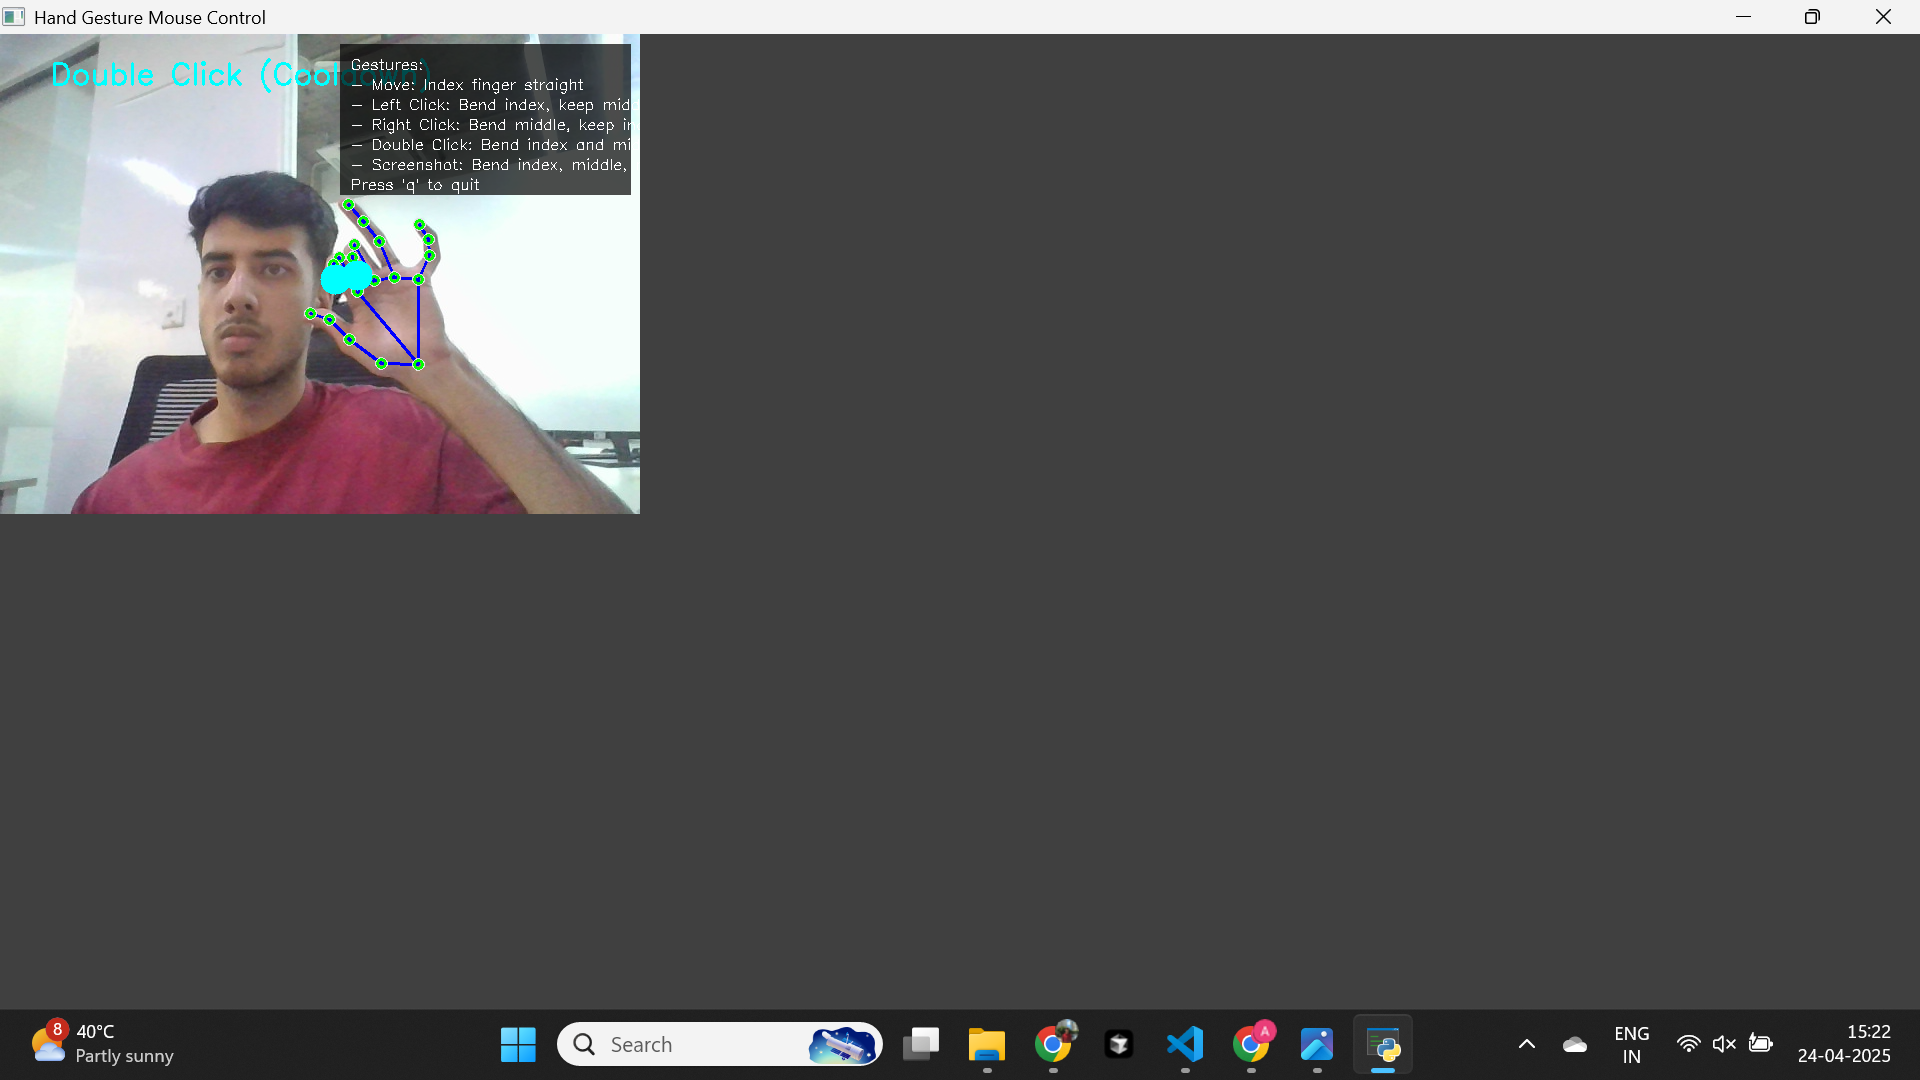 Hand Gesture Mouse Control
Double Click (Cooldown)
Gestures:
- Move: Index finger straight
- Left Click: Bend index, keep mid
- Right Click: Bend middle, keep in
- Double Click: Bend index and mi
- Screenshot: Bend index, middle,
Press 'q' to quit
8
40°C
Partly sunny
Search
A
ENG
IN
15:22
24-04-2025